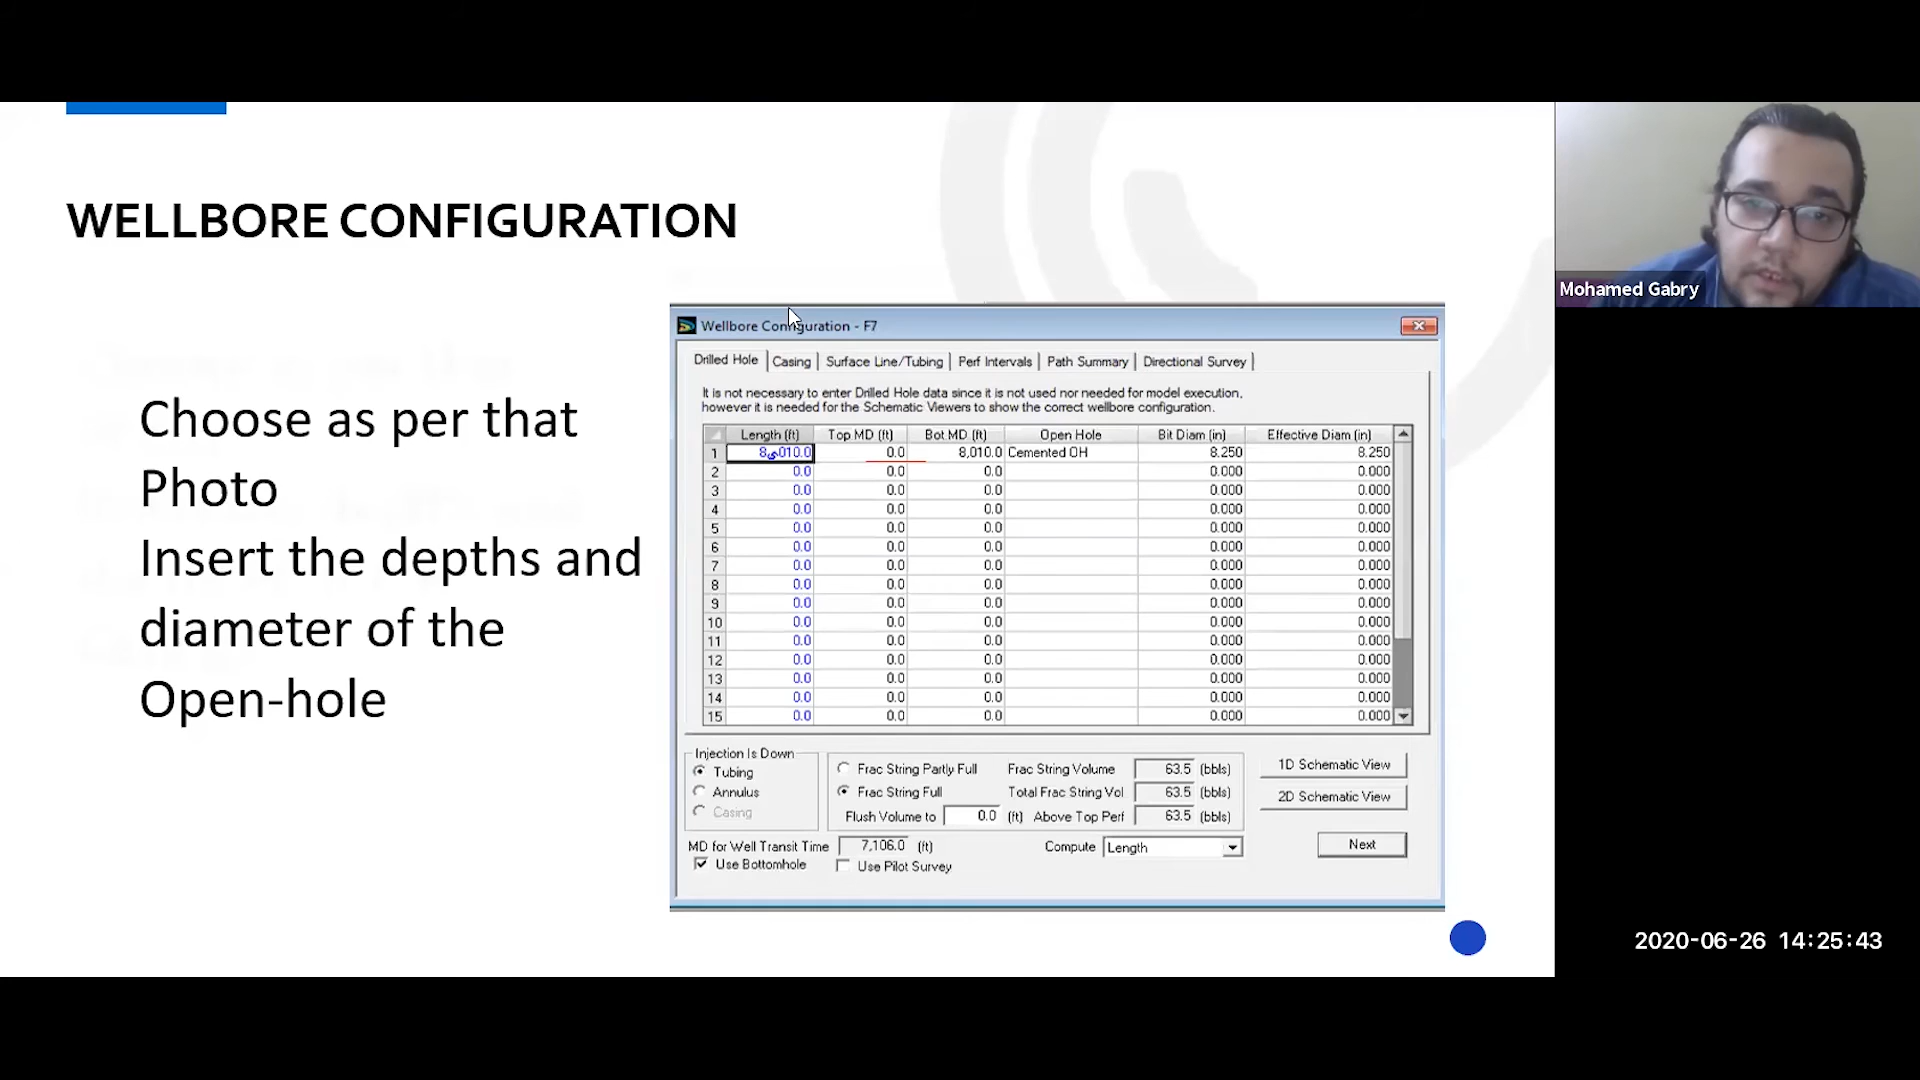 WELLBORE CONFIGURATION
Choose as per that
Photo
Insert the depths and
diameter of the
Open-hole
Wellbore Configuration - F7
Drilled Hole Casing Surface Line/Tubing Perf Intervals Path Summary Directional Survey
It is not necessary to enter Drilled Hole data since it is not used nor needed for model execution,
however it is needed for the Schematic Viewers to show the correct wellbore configuration.
Length (ft) Top MD (ft) Bot MD (ft) Open Hole Bit Diam (in) Effective Diam (in)
1 8ى010.0 0.0 8,010.0 Cemented OH 8.250 8.250
2 0.0 0.0 0.0 0.000 0.000
3 0.0 0.0 0.0 0.000 0.000
4 0.0 0.0 0.0 0.000 0.000
5 0.0 0.0 0.0 0.000 0.000
6 0.0 0.0 0.0 0.000 0.000
7 0.0 0.0 0.0 0.000 0.000
8 0.0 0.0 0.0 0.000 0.000
9 0.0 0.0 0.0 0.000 0.000
10 0.0 0.0 0.0 0.000 0.000
11 0.0 0.0 0.0 0.000 0.000
12 0.0 0.0 0.0 0.000 0.000
13 0.0 0.0 0.0 0.000 0.000
14 0.0 0.0 0.0 0.000 0.000
15 0.0 0.0 0.0 0.000 0.000
Injection Is Down
Tubing
Annulus
Casing
Frac String Partly Full Frac String Volume 63.5 (bbls)
Frac String Full Total Frac String Vol 63.5 (bbls)
Flush Volume to 0.0 (ft) Above Top Perf 63.5 (bbls)
1D Schematic View
2D Schematic View
MD for Well Transit Time 7,106.0 (ft) Compute Length Next
Use Bottomhole Use Pilot Survey
Mohamed Gabry
2020-06-26 14:25:43